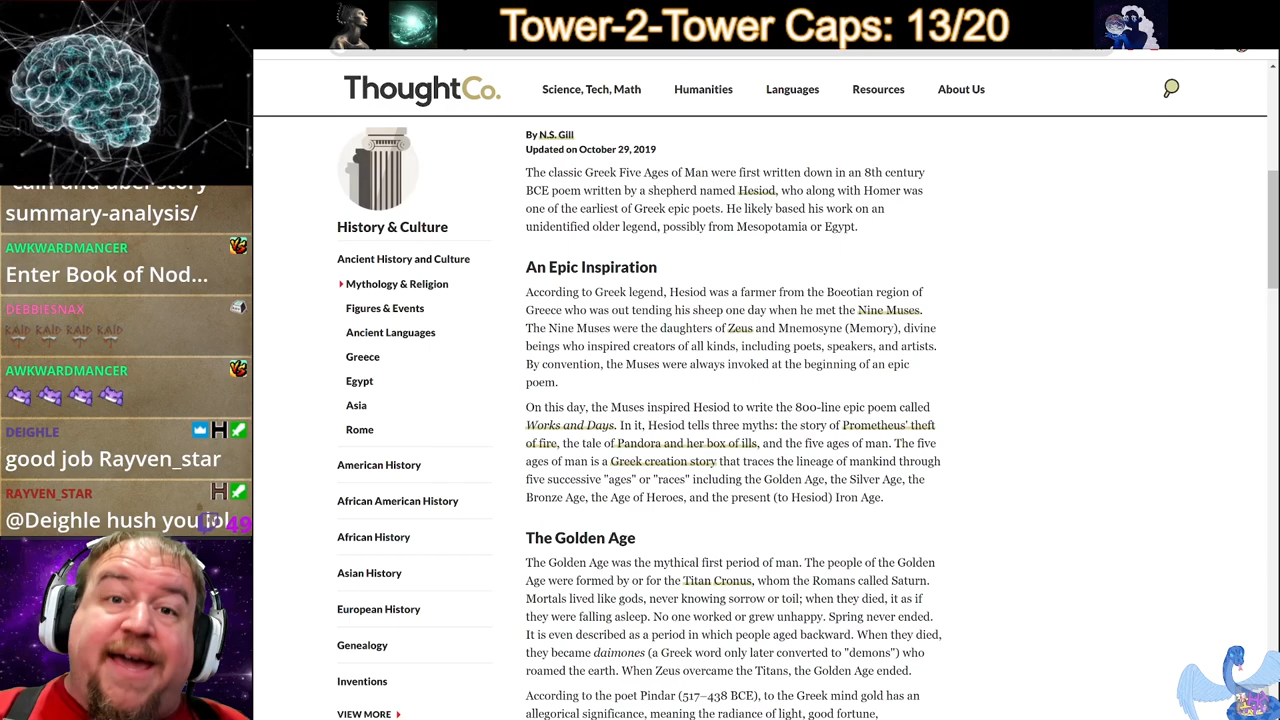 Tower-2-Tower Caps: 13/20
ThoughtCo.
Science, Tech, Math
Humanities
Languages
Resources
About Us
summary-analysis/
AWKWARDMANCER
Enter Book of Nod...
DEBBIESNAX
KAID KAID KAID KAID
AWKWARDMANCER
DEIGHLE
good job Rayven_star
RAYVEN_STAR
@Deighle hush you lol
49
History & Culture
Ancient History and Culture
Mythology & Religion
Figures & Events
Ancient Languages
Greece
Egypt
Asia
Rome
American History
African American History
African History
Asian History
European History
Genealogy
Inventions
VIEW MORE
By N.S. Gill
Updated on October 29, 2019
The classic Greek Five Ages of Man were first written down in an 8th century
BCE poem written by a shepherd named Hesiod, who along with Homer was
one of the earliest of Greek epic poets. He likely based his work on an
unidentified older legend, possibly from Mesopotamia or Egypt.
An Epic Inspiration
According to Greek legend, Hesiod was a farmer from the Boeotian region of
Greece who was out tending his sheep one day when he met the Nine Muses.
The Nine Muses were the daughters of Zeus and Mnemosyne (Memory), divine
beings who inspired creators of all kinds, including poets, speakers, and artists.
By convention, the Muses were always invoked at the beginning of an epic
poem.
On this day, the Muses inspired Hesiod to write the 800-line epic poem called
Works and Days. In it, Hesiod tells three myths: the story of Prometheus' theft
of fire, the tale of Pandora and her box of ills, and the five ages of man. The five
ages of man is a Greek creation story that traces the lineage of mankind through
five successive "ages" or "races" including the Golden Age, the Silver Age, the
Bronze Age, the Age of Heroes, and the present (to Hesiod) Iron Age.
The Golden Age
The Golden Age was the mythical first period of man. The people of the Golden
Age were formed by or for the Titan Cronus, whom the Romans called Saturn.
Mortals lived like gods, never knowing sorrow or toil; when they died, it as if
they were falling asleep. No one worked or grew unhappy. Spring never ended.
It is even described as a period in which people aged backward. When they died,
they became daimones (a Greek word only later converted to "demons") who
roamed the earth. When Zeus overcame the Titans, the Golden Age ended.
According to the poet Pindar (517–438 BCE), to the Greek mind gold has an
allegorical significance, meaning the radiance of light, good fortune,